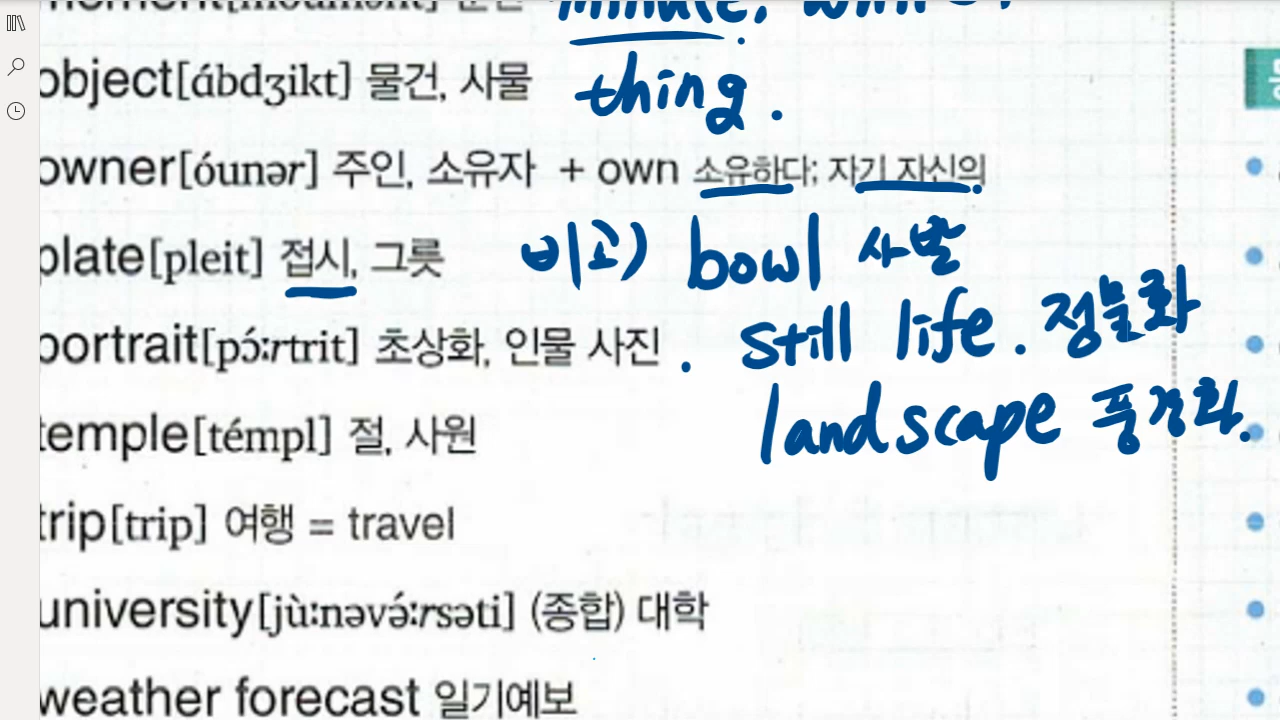 object[ábdʒikt] 물건, 사물 thing.
owner[óunər] 주인, 소유자 + own 소유하다; 자기 자신의
plate[pleit] 접시, 그릇 비고) bowl 사발
portrait[pɔ́ːrtrit] 초상화, 인물 사진. still life. 정물화
landscape 풍경화.
temple[témpl] 절, 사원
trip[trip] 여행 = travel
university[jùːnəvə́ːrsəti] (종합) 대학
weather forecast 일기예보